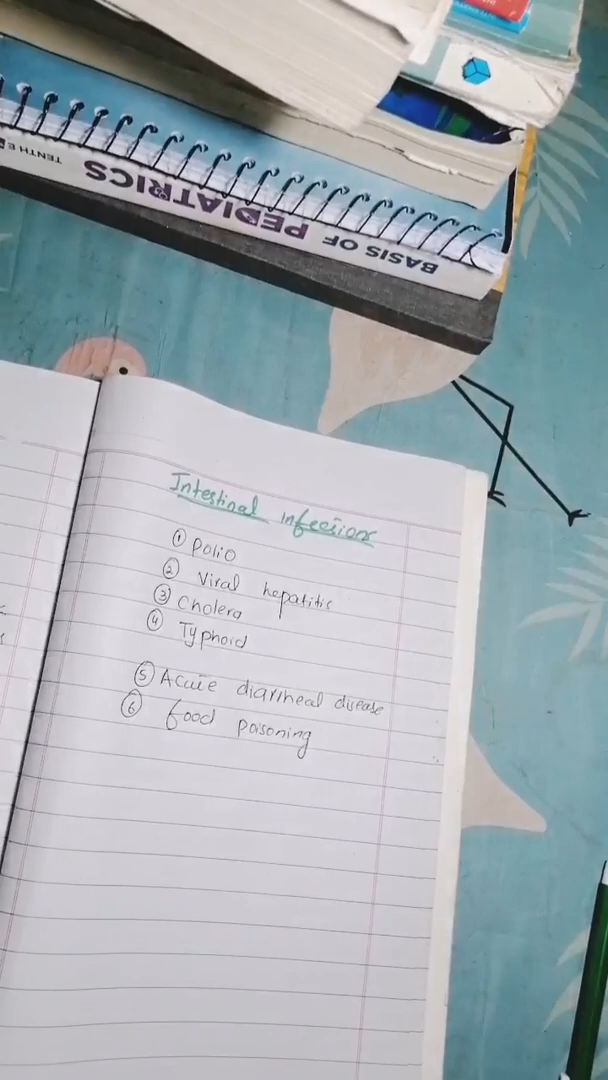 BASIS OF PEDIATRICS
TENTH E
Intestinal infection
① Polio
② Viral hepatitis
③ Cholera
④ Typhoid
⑤ Acute diarrheal disease
⑥ food poisoning